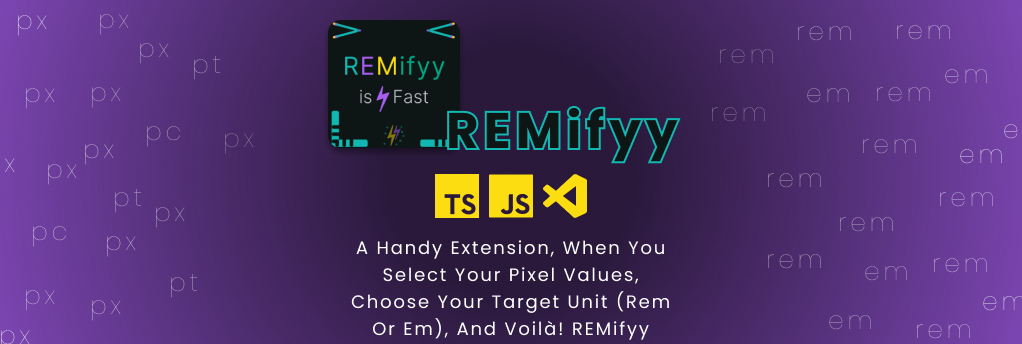 px
px
px
pt
px
px
pc
px
px
x
px
pt
px
pc
px
pt
px
px
px
REMifyy
is Fast
REMifyy
TS JS
A Handy Extension, When You
Select Your Pixel Values,
Choose Your Target Unit (Rem
Or Em), And Voilà! REMifyy
rem
rem
rem
em
em
rem
rem
rem
em
e
rem
rem
rem
rem
em
rem
em
em
rem